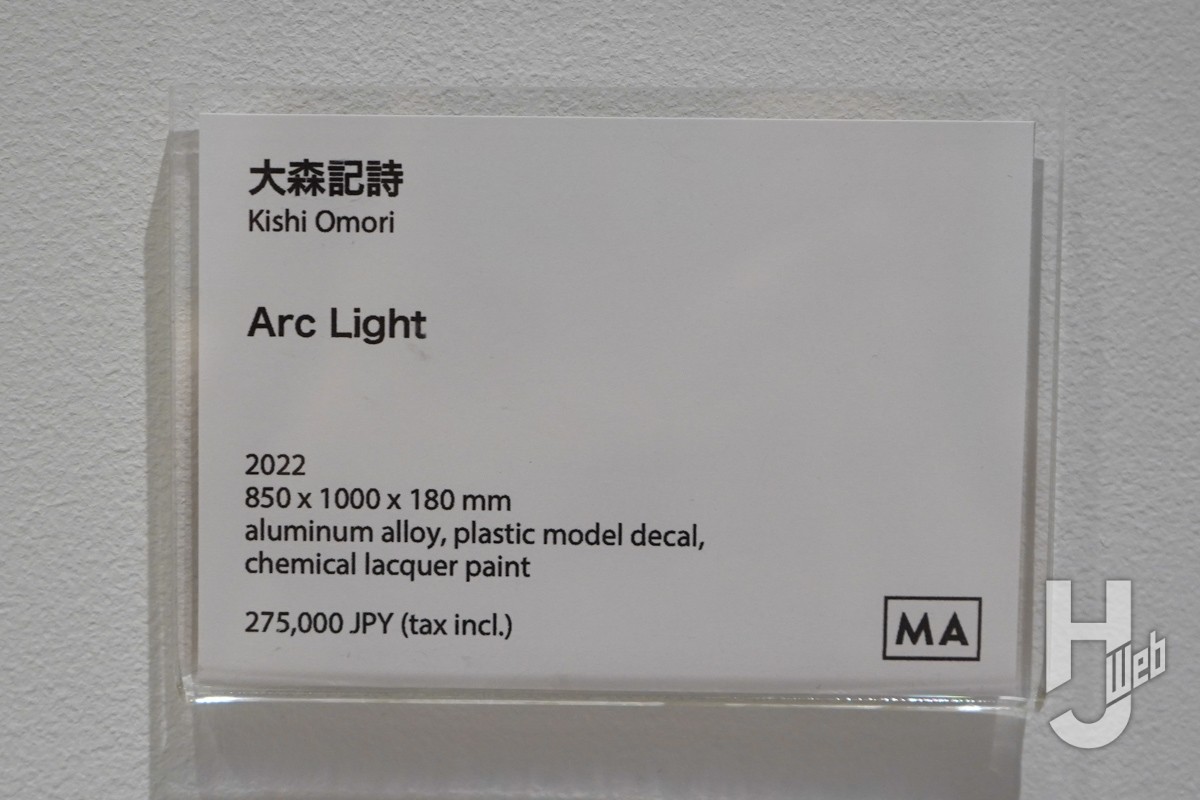 大森記詩
Kishi Omori
Arc Light
2022
850 x 1000 x 180 mm
aluminum alloy, plastic model decal,
chemical lacquer paint
275,000 JPY (tax incl.)
MA
HJ Web